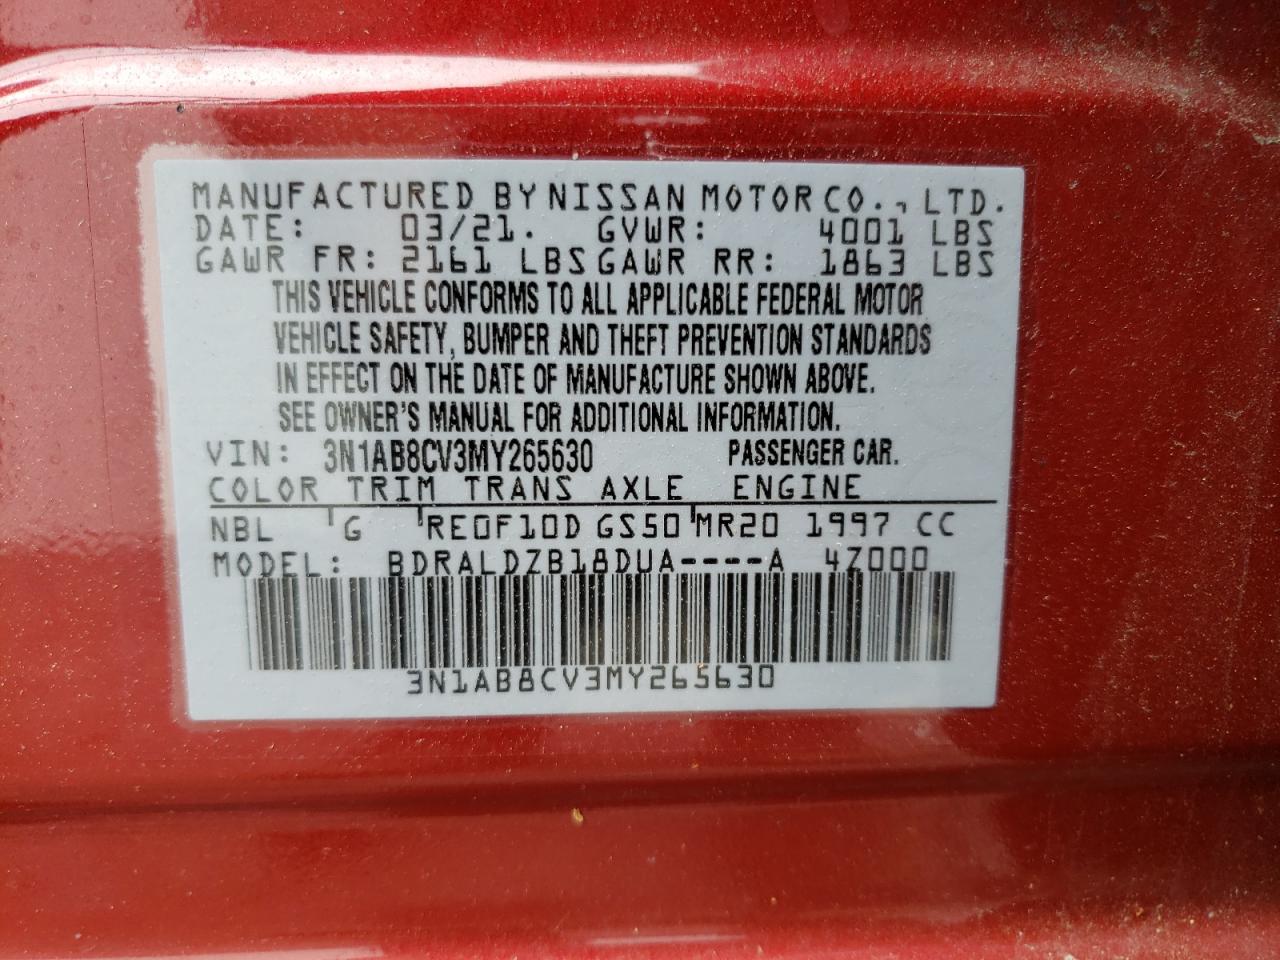 MANUFACTURED BY NISSAN MOTOR CO., LTD.
DATE: 03/21. GVWR: 4001 LBS
GAWR FR: 2161 LBS GAWR RR: 1863 LBS
THIS VEHICLE CONFORMS TO ALL APPLICABLE FEDERAL MOTOR
VEHICLE SAFETY, BUMPER AND THEFT PREVENTION STANDARDS
IN EFFECT ON THE DATE OF MANUFACTURE SHOWN ABOVE.
SEE OWNER'S MANUAL FOR ADDITIONAL INFORMATION.
VIN: 3N1AB8CV3MY265630 PASSENGER CAR.
COLOR TRIM TRANS AXLE ENGINE
NBL G RE0F10D GS50 MR20 1997 CC
MODEL: BDRALDZB18DUA----A 4Z000
3N1AB8CV3MY265630